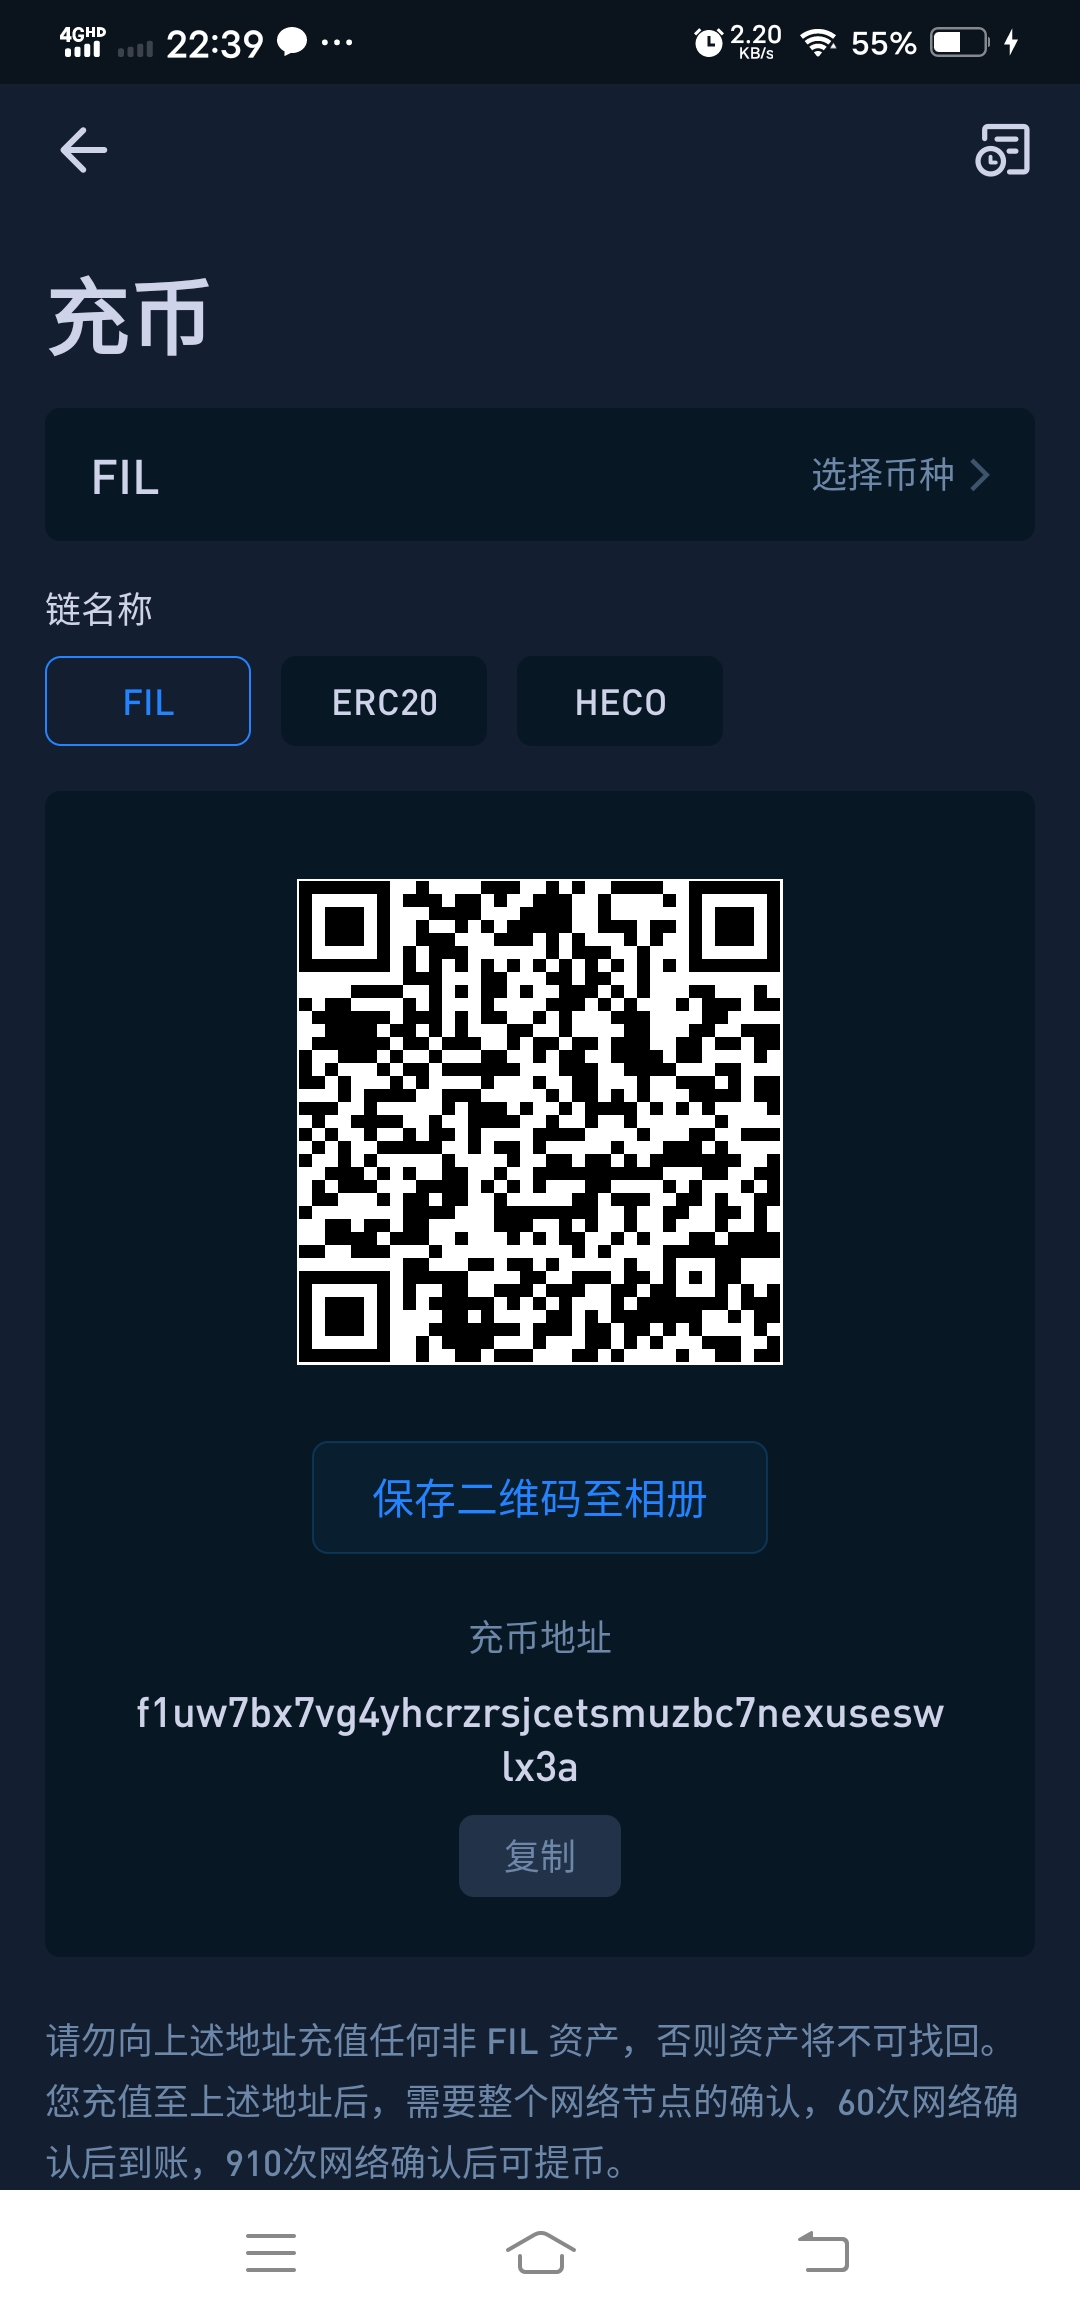 4G HD 22:39 ... 2.20 KB/s 55%
充币
FIL 选择币种
链名称
FIL ERC20 HECO
保存二维码至相册
充币地址
f1uw7bx7vg4yhcrzrsjcetsmuzbc7nexusesw
lx3a
复制
请勿向上述地址充值任何非 FIL 资产，否则资产将不可找回。
您充值至上述地址后，需要整个网络节点的确认，60次网络确
认后到账，910次网络确认后可提币。